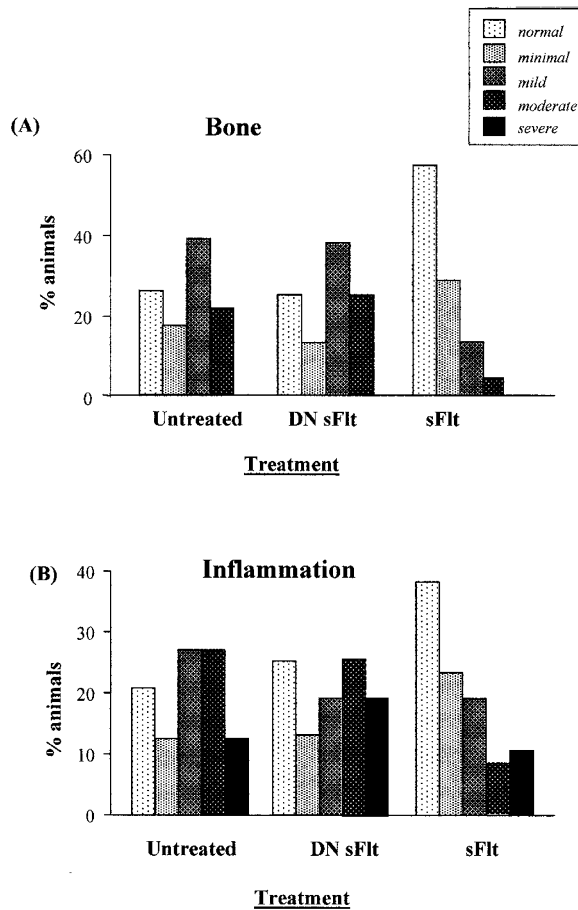 normal
minimal
mild
moderate
severe
(A) Bone
60
40
20
0
% animals
Untreated DN sFlt sFlt
Treatment
(B) Inflammation
40
30
20
10
0
% animals
Untreated DN sFlt sFlt
Treatment